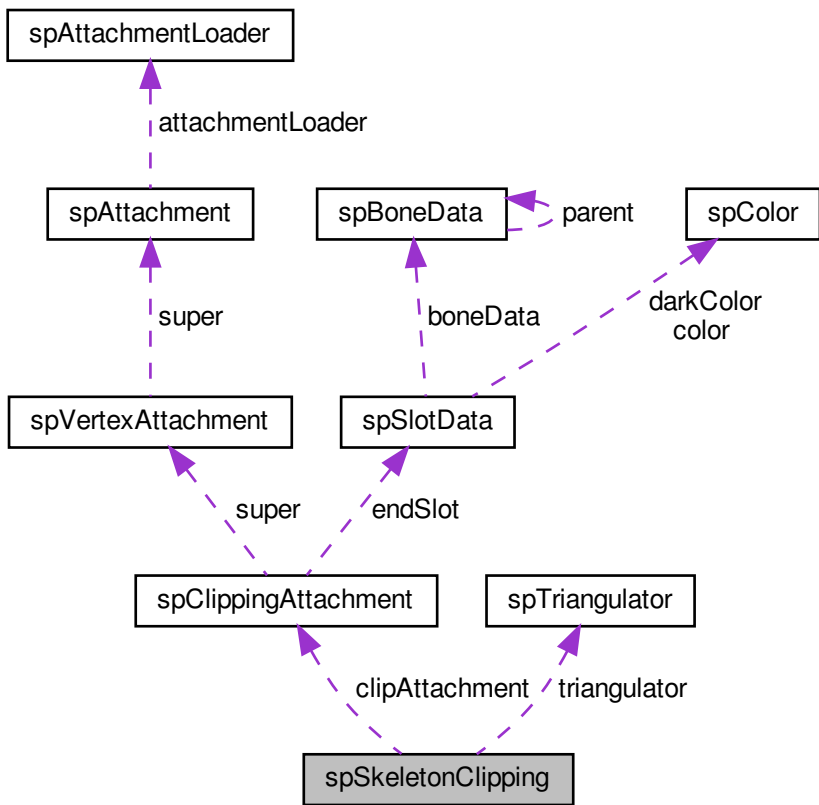 spAttachmentLoader
attachmentLoader
spAttachment
spBoneData
parent
spColor
super
boneData
darkColor
color
spVertexAttachment
spSlotData
super
endSlot
spClippingAttachment
spTriangulator
clipAttachment
triangulator
spSkeletonClipping